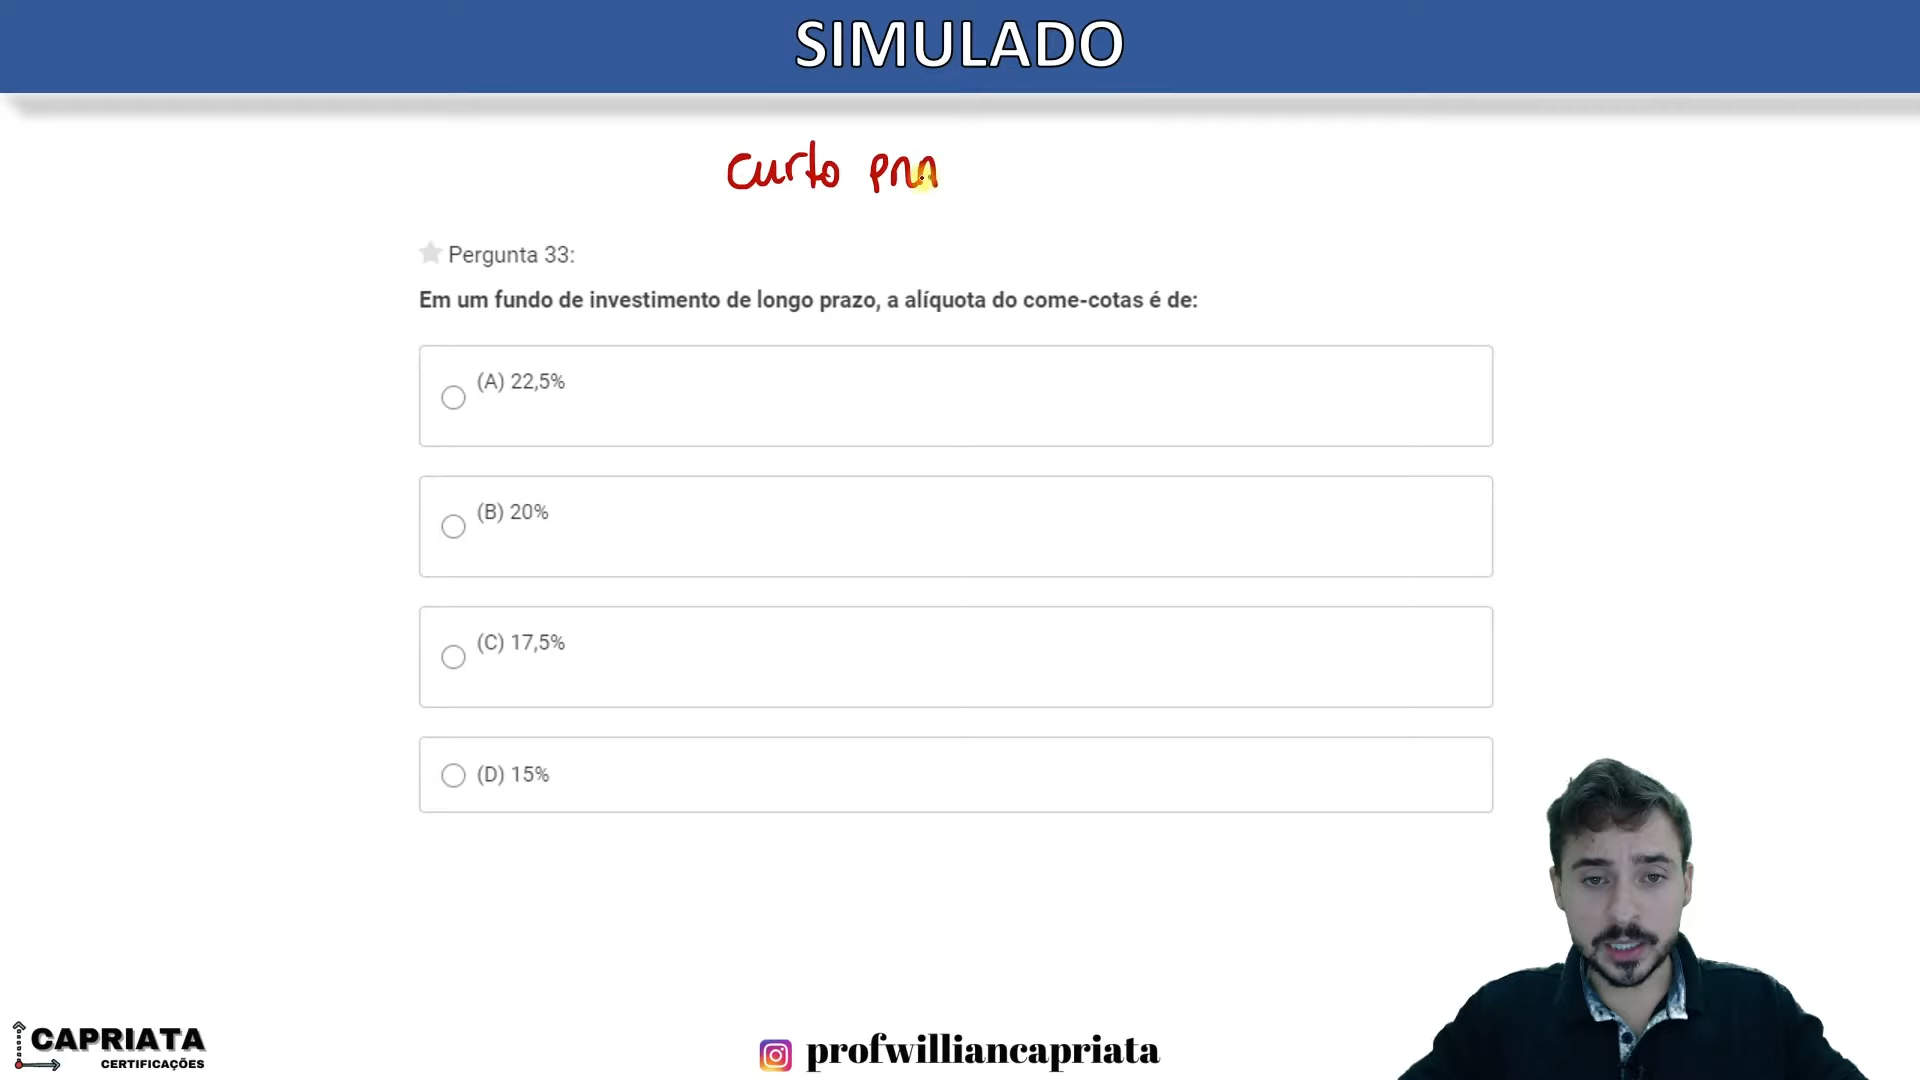 SIMULADO
curto
Pergunta 33:
Em um fundo de investimento de longo prazo, a alíquota do come-cotas é de:
(A) 22,5%
(B) 20%
(C) 17,5%
(D) 15%
CAPRIATA
CERTIFICAÇÕES
profwilliancapriata